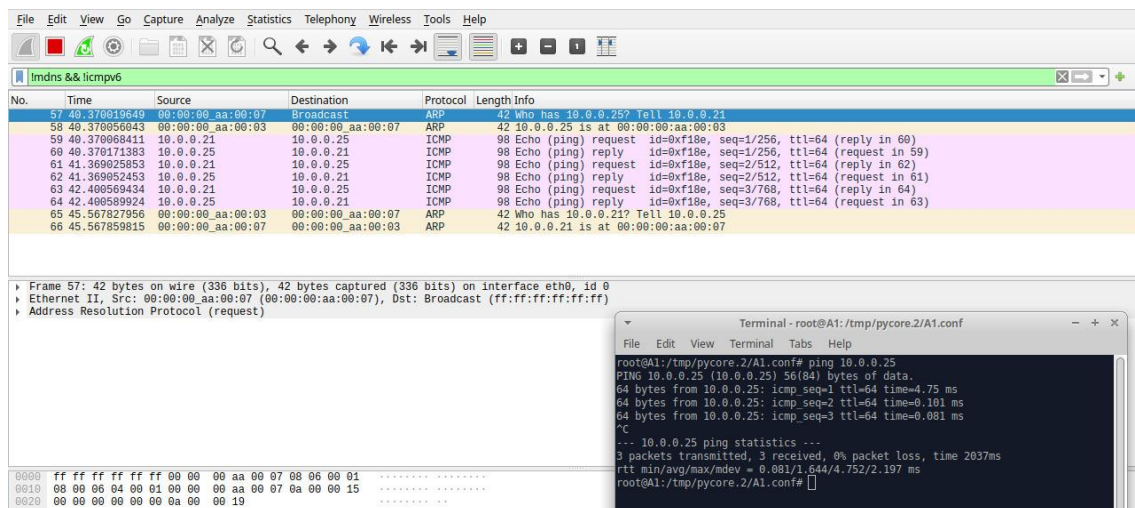 File Edit View Go Capture Analyze Statistics Telephony Wireless Tools Help
!mdns && !icmpv6
No. Time Source Destination Protocol Length Info
57 40.370019649 00:00:00_aa:00:07 Broadcast ARP 42 Who has 10.0.0.25? Tell 10.0.0.21
58 40.370056043 00:00:00_aa:00:03 00:00:00_aa:00:07 ARP 42 10.0.0.25 is at 00:00:00:aa:00:03
59 40.370068411 10.0.0.21 10.0.0.25 ICMP 98 Echo (ping) request id=0xf18e, seq=1/256, ttl=64 (reply in 60)
60 40.370171383 10.0.0.25 10.0.0.21 ICMP 98 Echo (ping) reply id=0xf18e, seq=1/256, ttl=64 (request in 59)
61 41.369025853 10.0.0.21 10.0.0.25 ICMP 98 Echo (ping) request id=0xf18e, seq=2/512, ttl=64 (reply in 62)
62 41.369052453 10.0.0.25 10.0.0.21 ICMP 98 Echo (ping) reply id=0xf18e, seq=2/512, ttl=64 (request in 61)
63 42.400569434 10.0.0.21 10.0.0.25 ICMP 98 Echo (ping) request id=0xf18e, seq=3/768, ttl=64 (reply in 64)
64 42.400589924 10.0.0.25 10.0.0.21 ICMP 98 Echo (ping) reply id=0xf18e, seq=3/768, ttl=64 (request in 63)
65 45.567827956 00:00:00_aa:00:03 00:00:00_aa:00:07 ARP 42 Who has 10.0.0.21? Tell 10.0.0.25
66 45.567859815 00:00:00_aa:00:07 00:00:00_aa:00:03 ARP 42 10.0.0.21 is at 00:00:00:aa:00:07
Frame 57: 42 bytes on wire (336 bits), 42 bytes captured (336 bits) on interface eth0, id 0
Ethernet II, Src: 00:00:00_aa:00:07 (00:00:00:aa:00:07), Dst: Broadcast (ff:ff:ff:ff:ff:ff)
Address Resolution Protocol (request)
0000 ff ff ff ff ff ff 00 00 00 aa 00 07 08 06 00 01 ········ ········
0010 08 00 06 04 00 01 00 00 00 aa 00 07 0a 00 00 15 ········ ········
0020 00 00 00 00 00 00 0a 00 00 19 ········ ··
Terminal - root@A1: /tmp/pycore.2/A1.conf
File Edit View Terminal Tabs Help
root@A1:/tmp/pycore.2/A1.conf# ping 10.0.0.25
PING 10.0.0.25 (10.0.0.25) 56(84) bytes of data.
64 bytes from 10.0.0.25: icmp_seq=1 ttl=64 time=4.75 ms
64 bytes from 10.0.0.25: icmp_seq=2 ttl=64 time=0.101 ms
64 bytes from 10.0.0.25: icmp_seq=3 ttl=64 time=0.081 ms
^C
--- 10.0.0.25 ping statistics ---
3 packets transmitted, 3 received, 0% packet loss, time 2037ms
rtt min/avg/max/mdev = 0.081/1.644/4.752/2.197 ms
root@A1:/tmp/pycore.2/A1.conf#